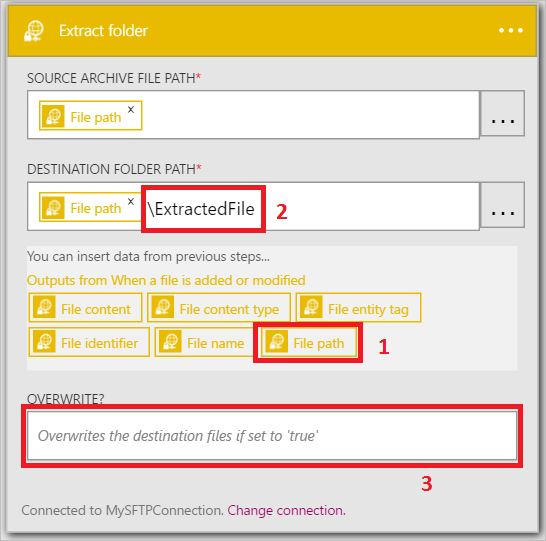 Extract folder ...
SOURCE ARCHIVE FILE PATH*
File path x ...
DESTINATION FOLDER PATH*
File path x \ExtractedFile 2 ...
You can insert data from previous steps...
Outputs from When a file is added or modified
File content File content type File entity tag
File identifier File name File path 1
OVERWRITE?
Overwrites the destination files if set to 'true'
3
Connected to MySFTPConnection. Change connection.